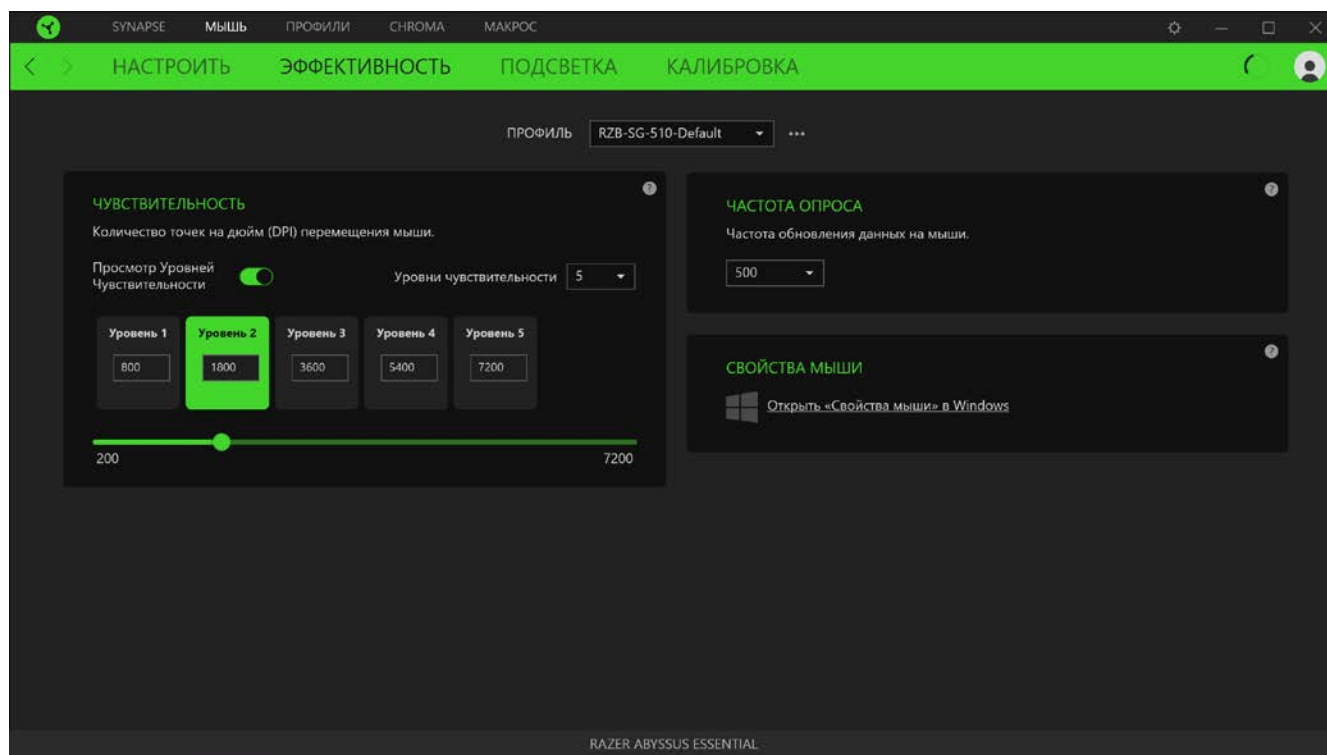 SYNAPSE МЫШЬ ПРОФИЛИ CHROMA МАКРОС
НАСТРОИТЬ ЭФФЕКТИВНОСТЬ ПОДСВЕТКА КАЛИБРОВКА
ПРОФИЛЬ RZB-SG-510-Default
ЧУВСТВИТЕЛЬНОСТЬ
Количество точек на дюйм (DPI) перемещения мыши.
Просмотр Уровней
Чувствительности
Уровни чувствительности 5
Уровень 1 Уровень 2 Уровень 3 Уровень 4 Уровень 5
800 1800 3600 5400 7200
200 7200
ЧАСТОТА ОПРОСА
Частота обновления данных на мыши.
500
СВОЙСТВА МЫШИ
Открыть «Свойства мыши» в Windows
RAZER ABYSSUS ESSENTIAL